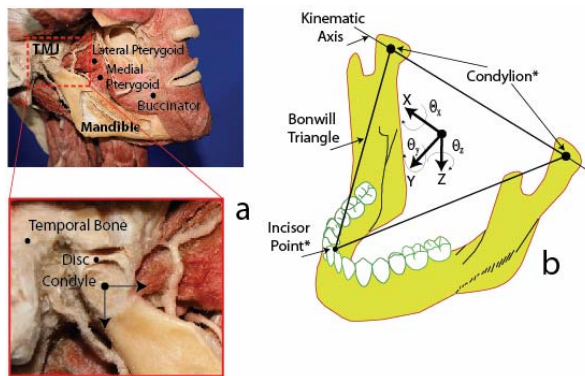 TMJ
Lateral Pterygoid
Medial
Pterygoid
Buccinator
Mandible
a
Temporal Bone
Disc
Condyle
Kinematic
Axis
Condylion*
Bonwill
Triangle
X
θx
θy
θz
Y
Z
Incisor
Point*
b